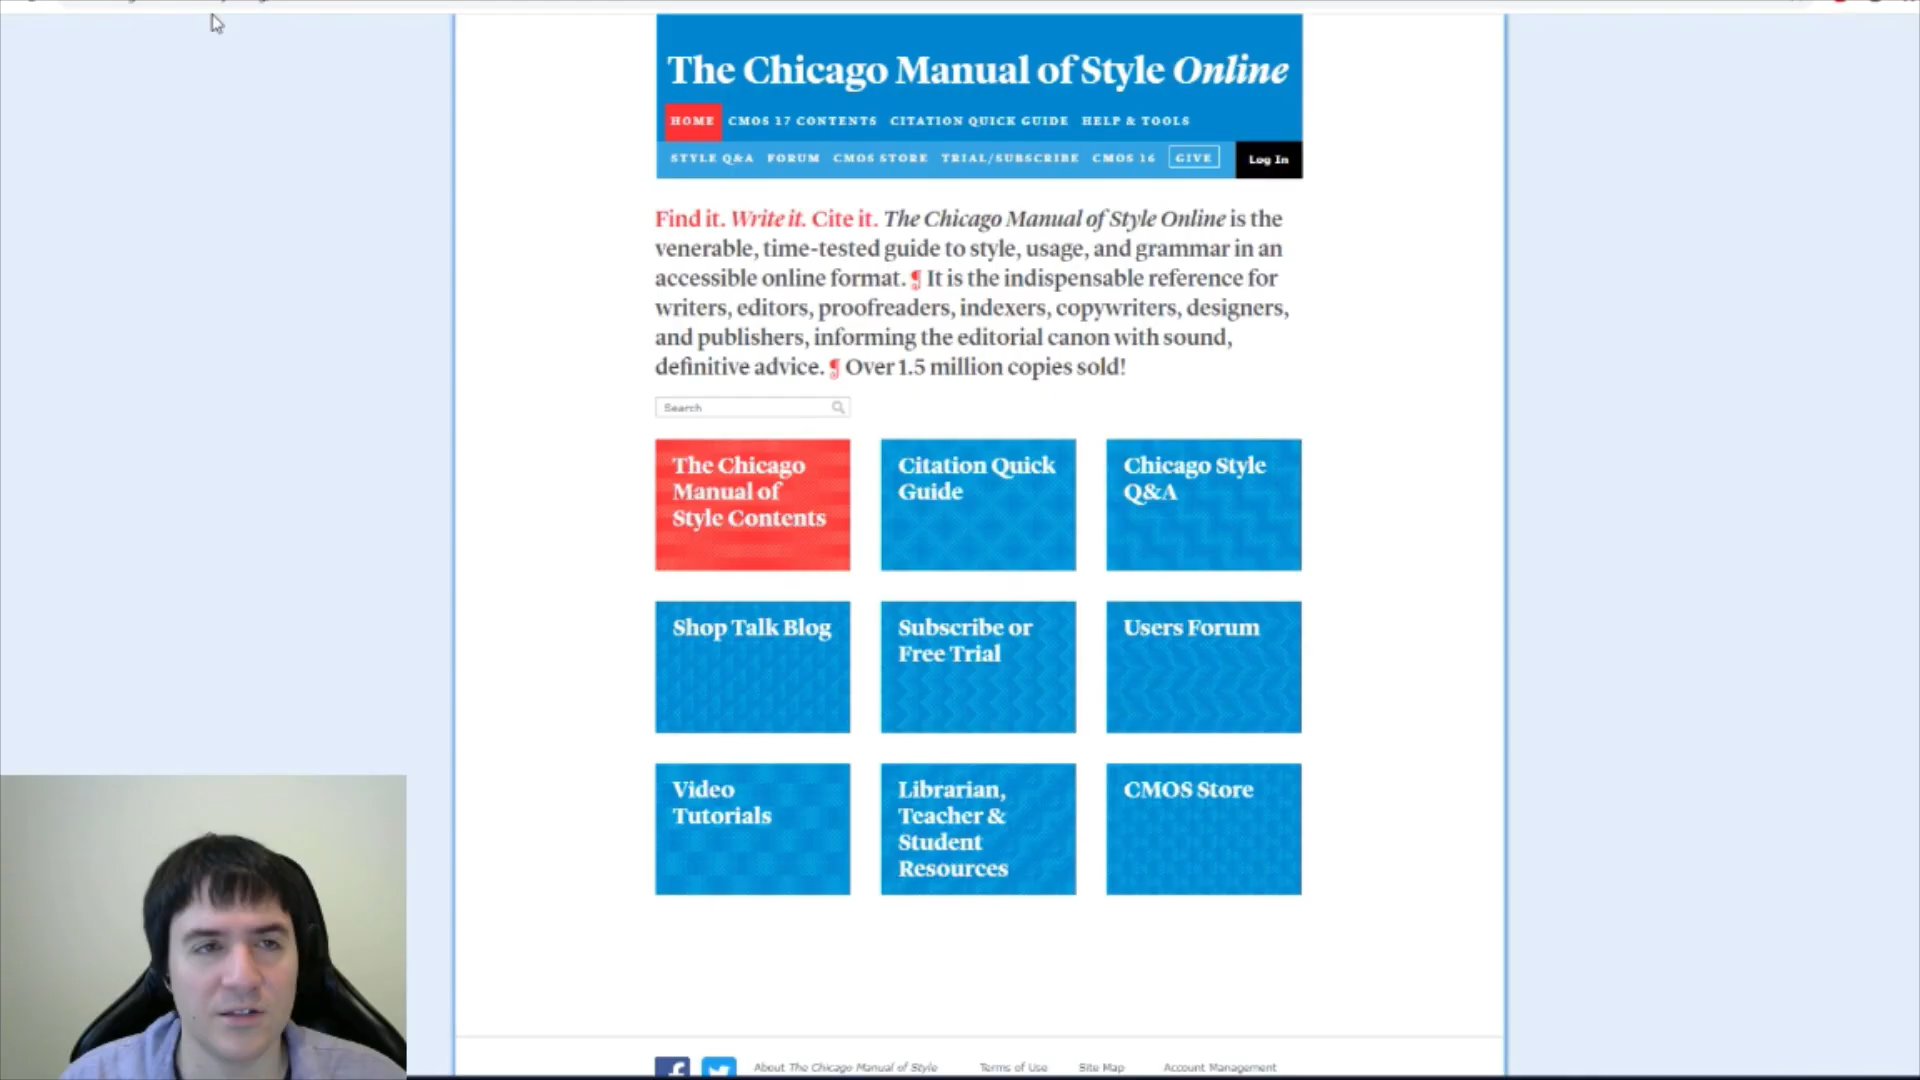 The Chicago Manual of Style Online
HOME CMOS 17 CONTENTS CITATION QUICK GUIDE HELP & TOOLS
STYLE Q&A FORUM CMOS STORE TRIAL/SUBSCRIBE CMOS 16 GIVE Log In
Find it. Write it. Cite it. The Chicago Manual of Style Online is the
venerable, time-tested guide to style, usage, and grammar in an
accessible online format. ¶ It is the indispensable reference for
writers, editors, proofreaders, indexers, copywriters, designers,
and publishers, informing the editorial canon with sound,
definitive advice. ¶ Over 1.5 million copies sold!
Search
The Chicago
Manual of
Style Contents
Citation Quick
Guide
Chicago Style
Q&A
Shop Talk Blog
Subscribe or
Free Trial
Users Forum
Video
Tutorials
Librarian,
Teacher &
Student
Resources
CMOS Store
About The Chicago Manual of Style Terms of Use Site Map Account Management